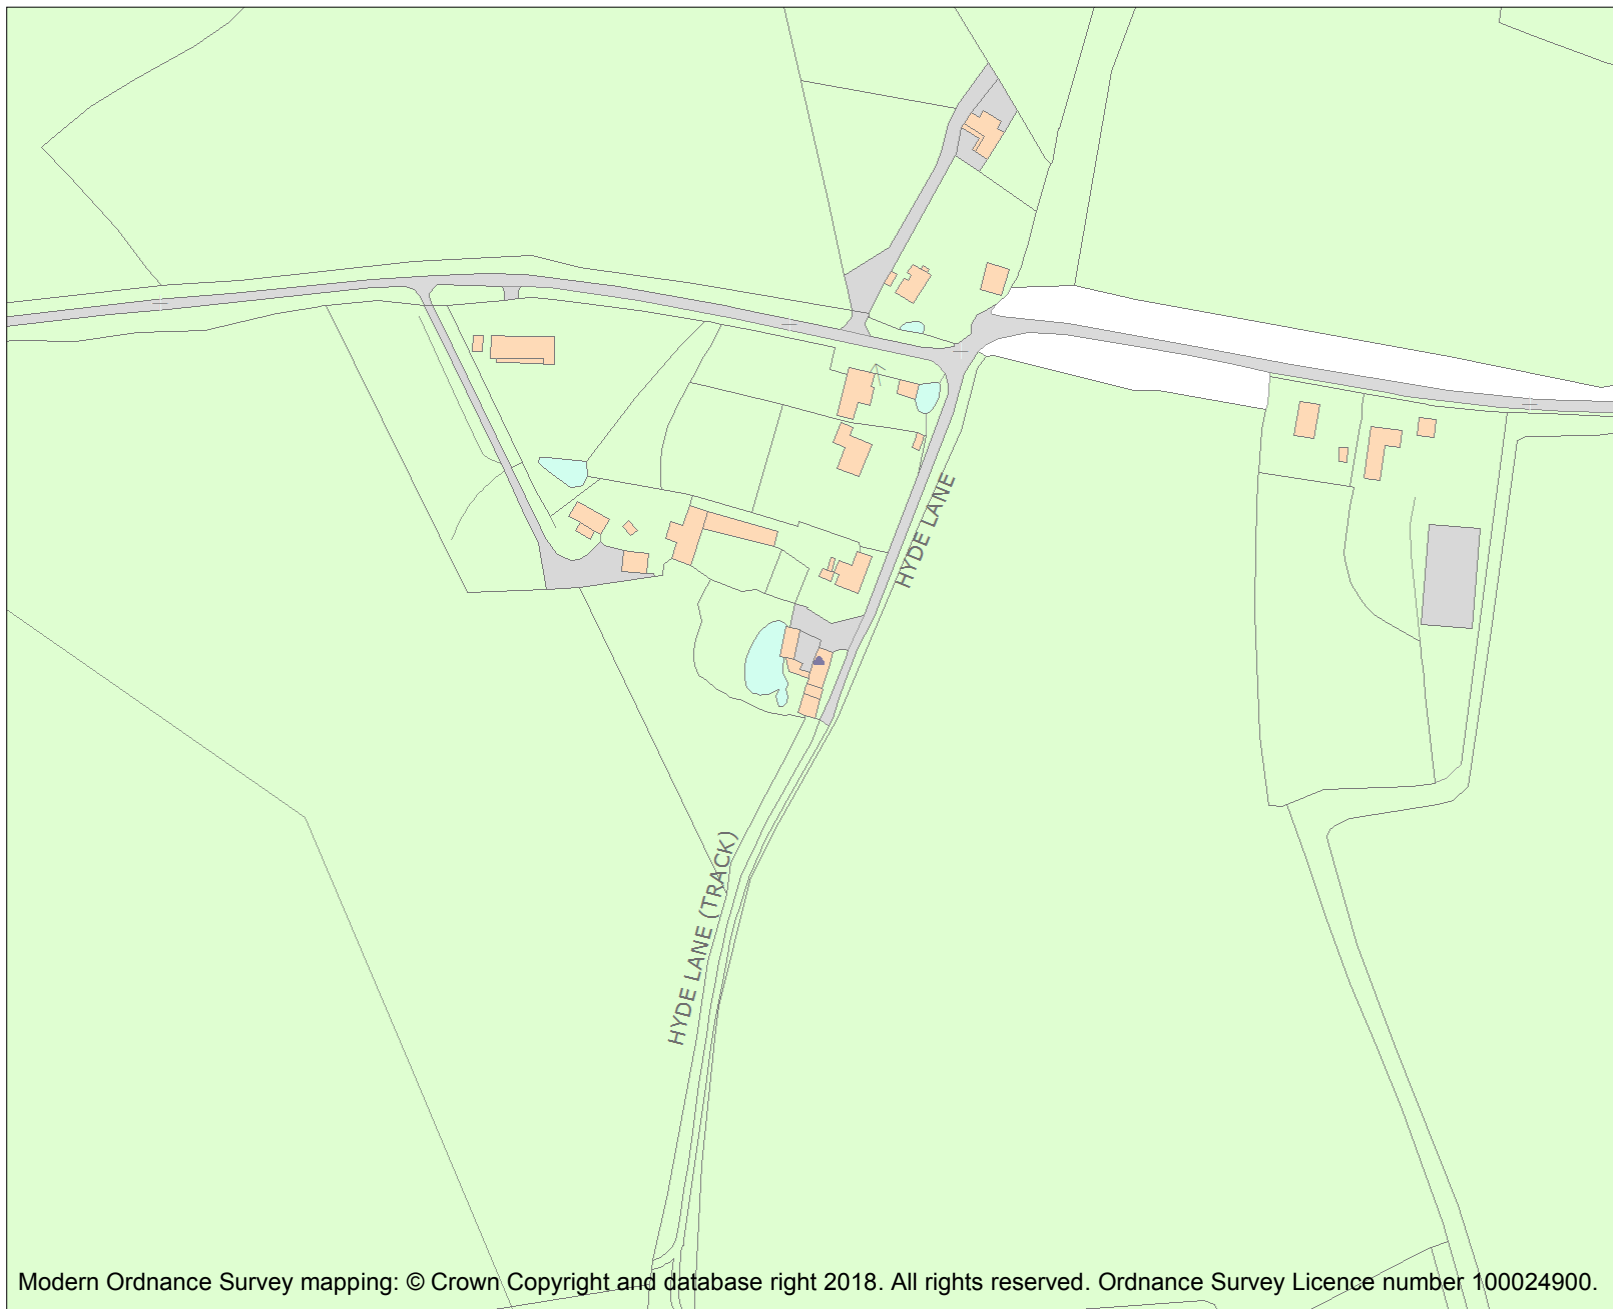 HYDE LANE
HYDE LANE (TRACK)
Modern Ordnance Survey mapping: © Crown Copyright and database right 2018. All rights reserved. Ordnance Survey Licence number 100024900.